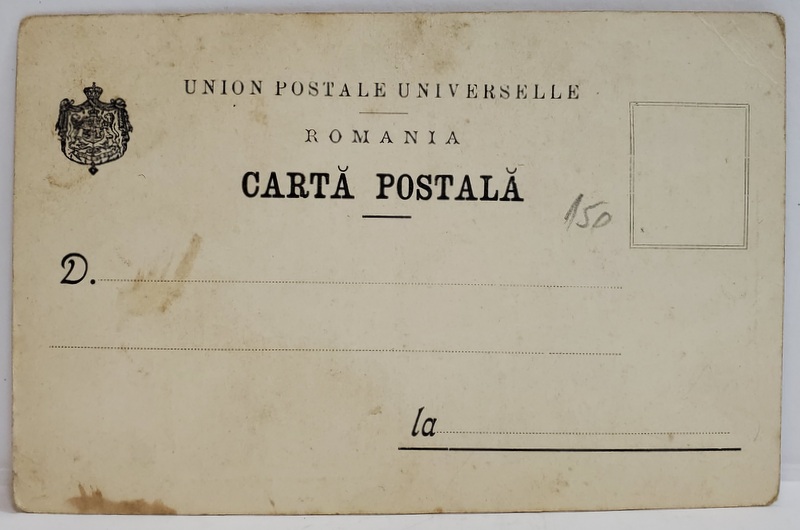 UNION POSTALE UNIVERSELLE
ROMANIA
CARTĂ POSTALĂ
150
D.
la